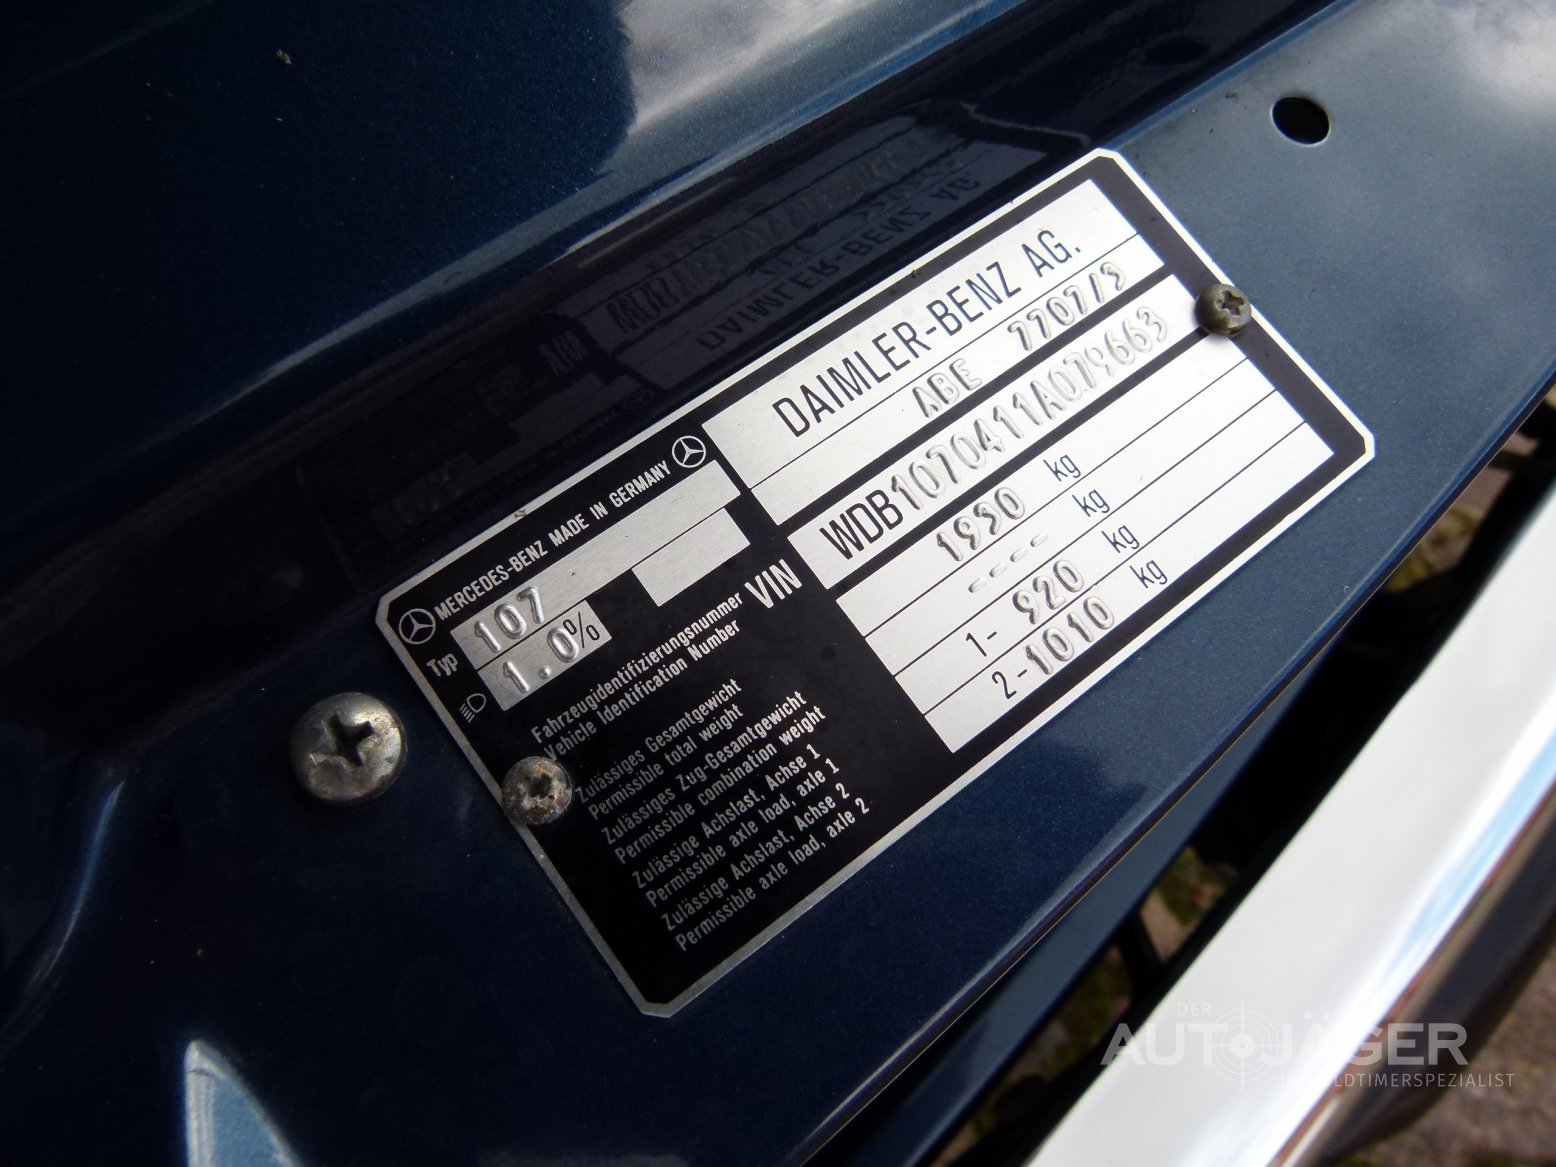 MERCEDES-BENZ MADE IN GERMANY
Typ 107
1.0%
DAIMLER-BENZ AG.
ABE 7707/3
Fahrzeugidentifizierungsnummer
Vehicle Identification Number
VIN
WDB1070411A079663
Zulässiges Gesamtgewicht
Permissible total weight
1930 kg
Zulässiges Zug-Gesamtgewicht
Permissible combination weight
---- kg
Zulässige Achslast, Achse 1
Permissible axle load, axle 1
1- 920 kg
Zulässige Achslast, Achse 2
Permissible axle load, axle 2
2- 1010 kg
DER
AUTOJÄGER